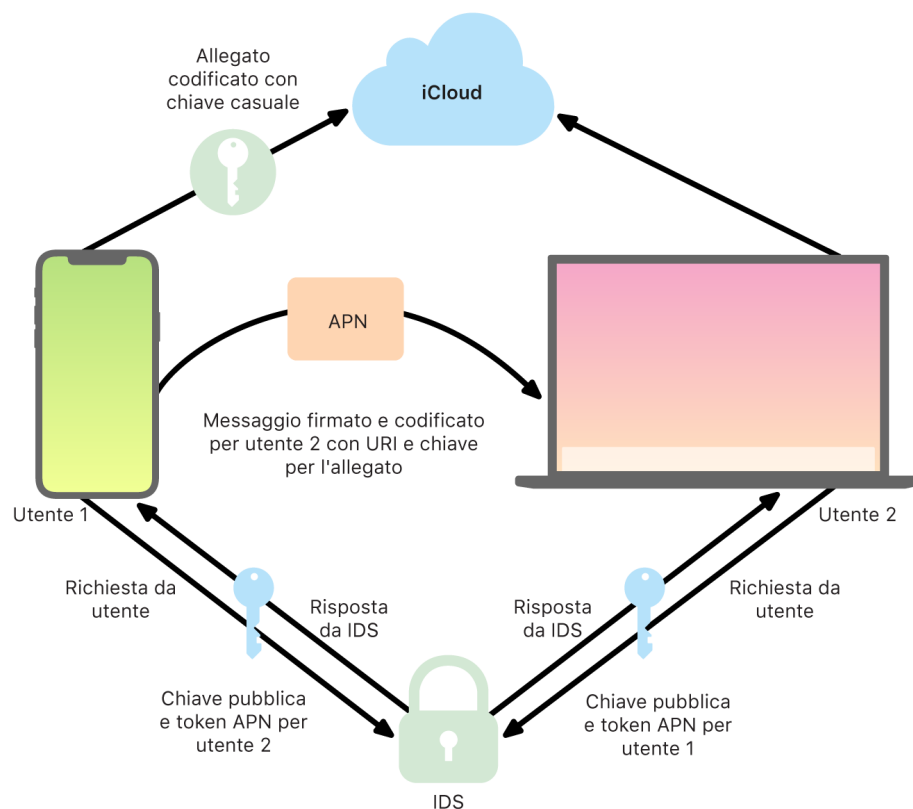 Allegato
codificato con
chiave casuale
iCloud
APN
Messaggio firmato e codificato
per utente 2 con URI e chiave
per l'allegato
Utente 1
Utente 2
Richiesta da
utente
Risposta
da IDS
Risposta
da IDS
Richiesta da
utente
Chiave pubblica
e token APN per
utente 2
Chiave pubblica
e token APN per
utente 1
IDS